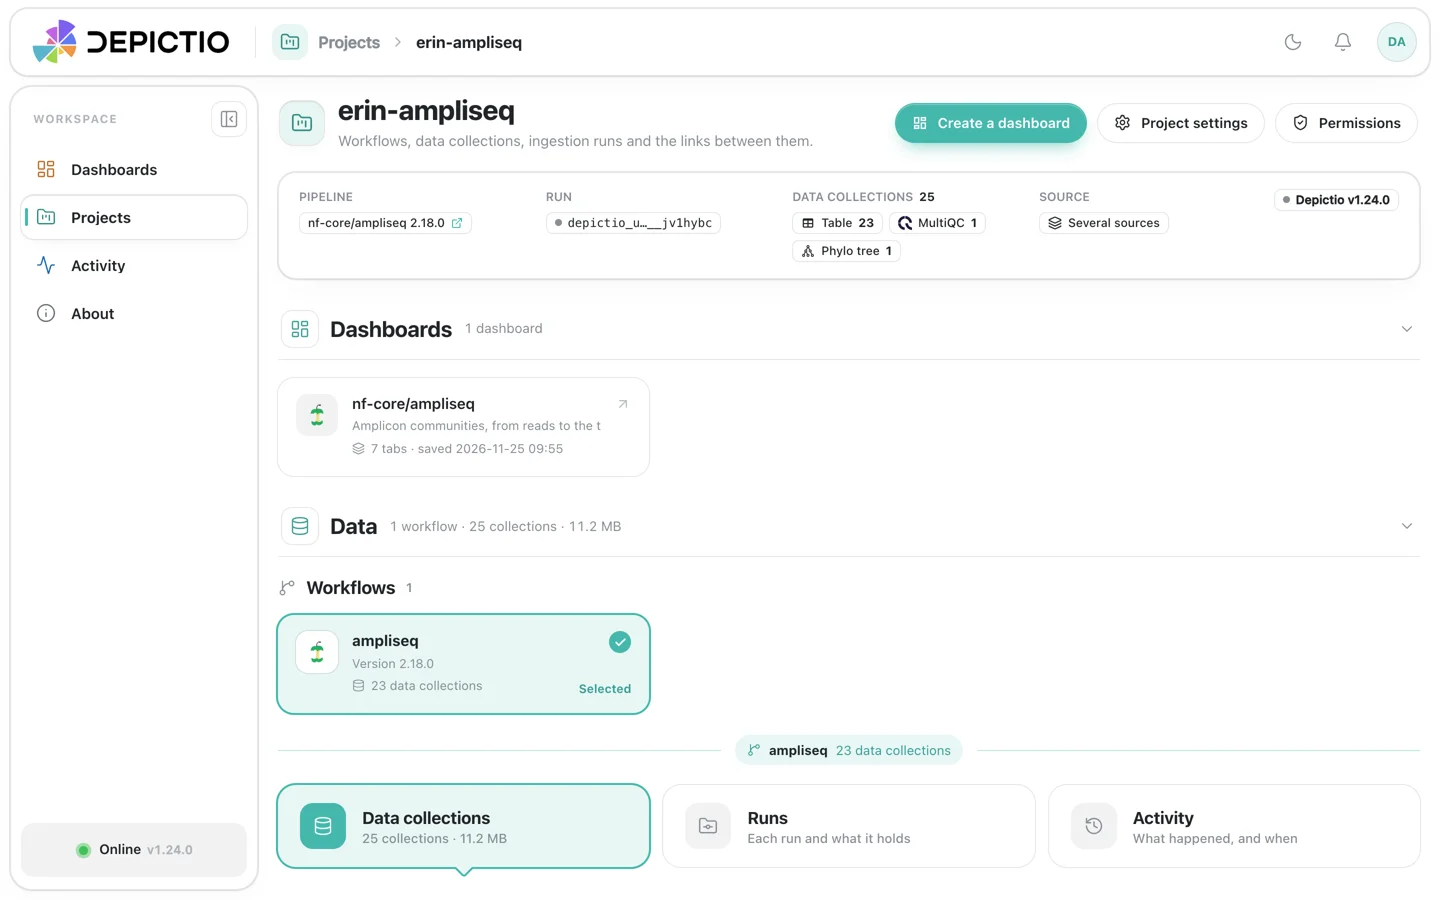 DEPICTIO
Projects > erin-ampliseq
DA
WORKSPACE
Dashboards
Projects
Activity
About
Online v1.24.0
erin-ampliseq
Workflows, data collections, ingestion runs and the links between them.
Create a dashboard
Project settings
Permissions
PIPELINE
nf-core/ampliseq 2.18.0
RUN
depictio_u…__jv1hybc
DATA COLLECTIONS 25
Table 23
MultiQC 1
Phylo tree 1
SOURCE
Several sources
Depictio v1.24.0
Dashboards 1 dashboard
nf-core/ampliseq
Amplicon communities, from reads to the t
7 tabs · saved 2026-11-25 09:55
Data 1 workflow · 25 collections · 11.2 MB
Workflows 1
ampliseq
Version 2.18.0
23 data collections
Selected
ampliseq 23 data collections
Data collections
25 collections · 11.2 MB
Runs
Each run and what it holds
Activity
What happened, and when